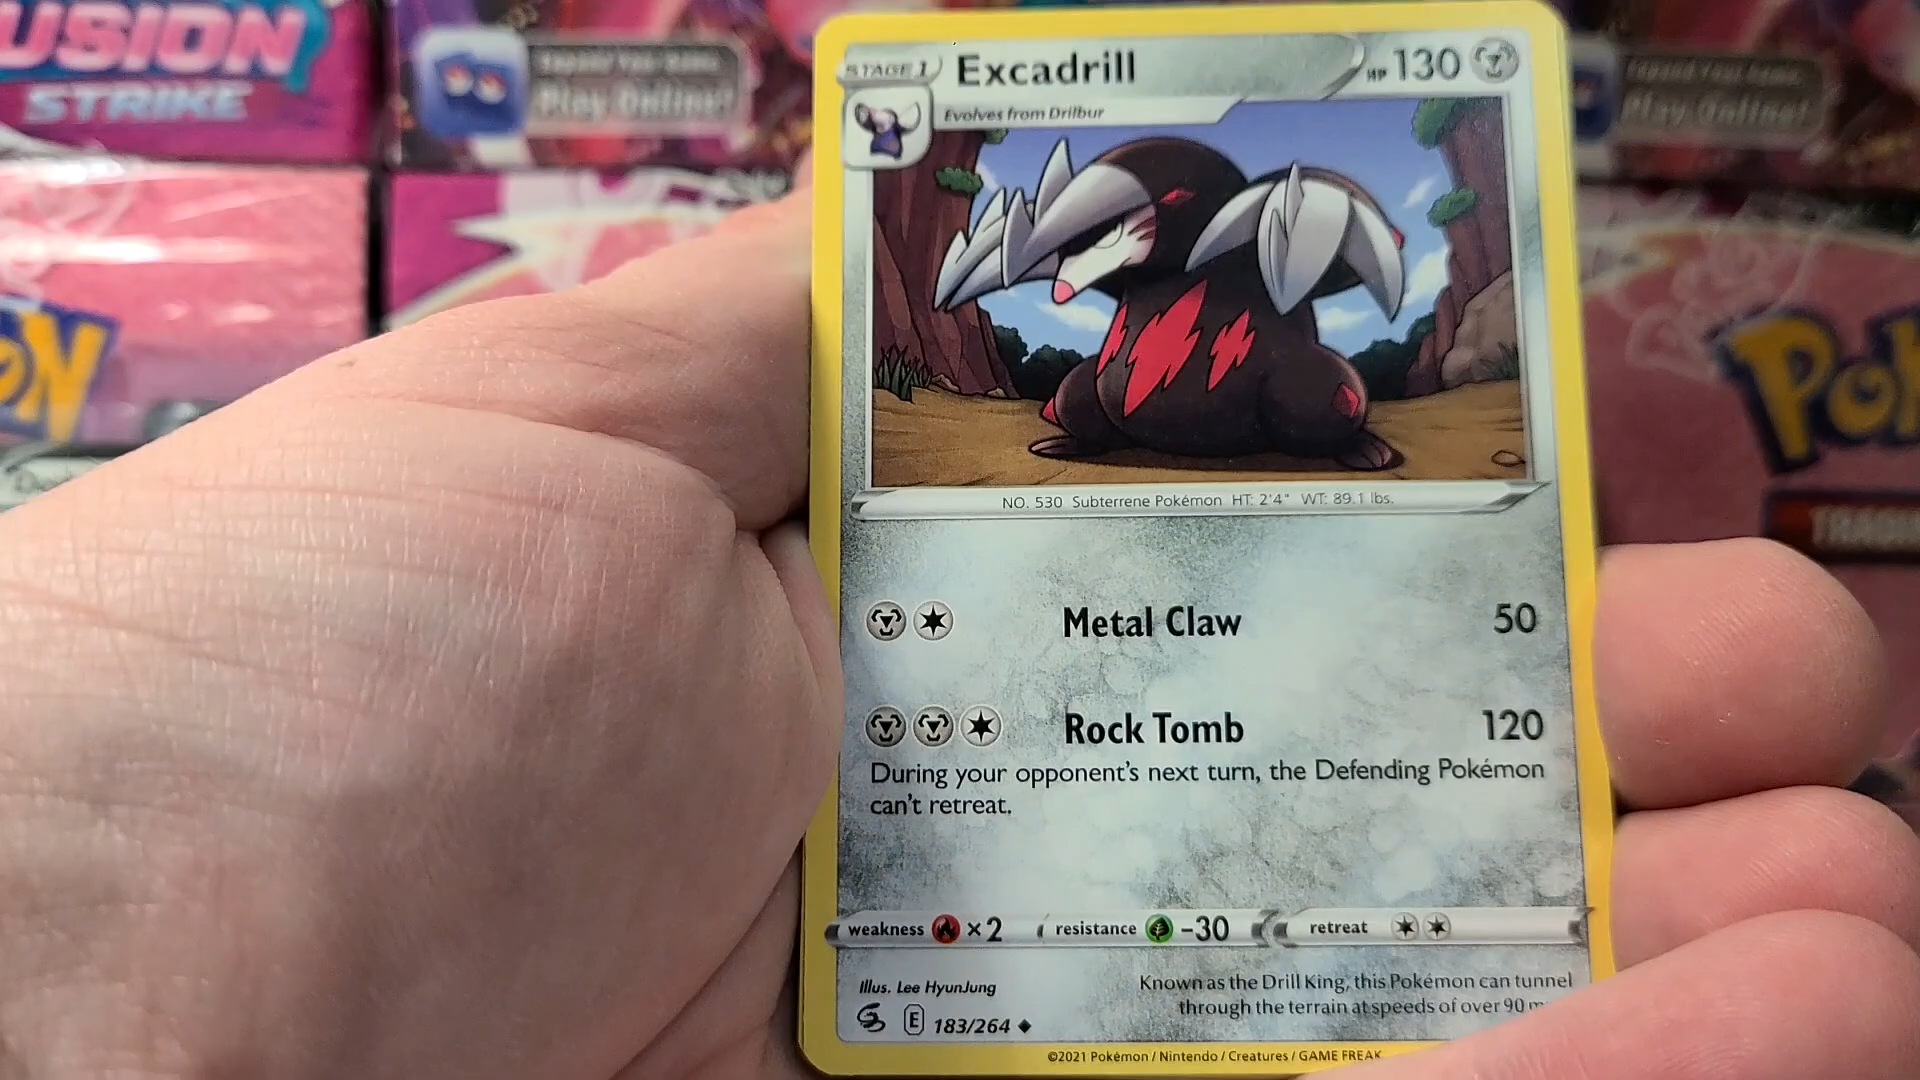 USION
STRIKE
Play Online!
Play Online!
STAGE 1
Excadrill
HP 130
Evolves from Drilbur
NO. 530 Subterrene Pokémon HT: 2'4" WT: 89.1 lbs.
Metal Claw 50
Rock Tomb 120
During your opponent's next turn, the Defending Pokémon
can't retreat.
weakness ×2 resistance -30 retreat
Illus. Lee HyunJung
Known as the Drill King, this Pokémon can tunnel
through the terrain at speeds of over 90
E 183/264
©2021 Pokémon / Nintendo / Creatures / GAME FREAK
ON
Pok
TRADI